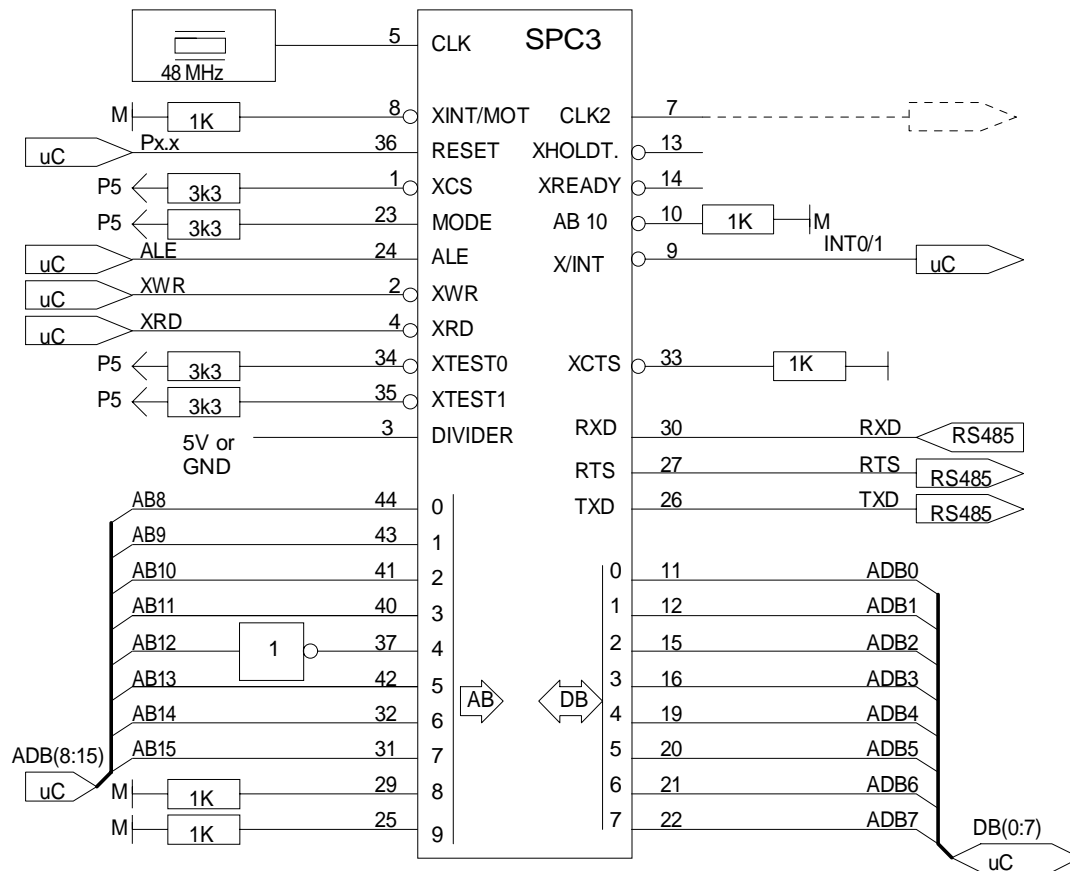 5 CLK SPC3
48 MHz
M 1K 8 XINT/MOT CLK2 7
uC Px.x 36 RESET XHOLDT. 13
P5 3k3 1 XCS XREADY 14
P5 3k3 23 MODE AB 10 10 1K M
uC ALE 24 ALE X/INT 9 INT0/1 uC
uC XWR 2 XWR
uC XRD 4 XRD
P5 3k3 34 XTEST0 XCTS 33 1K
P5 3k3 35 XTEST1
5V or GND 3 DIVIDER RXD 30 RXD RS485
RTS 27 RTS RS485
AB8 44 0 TXD 26 TXD RS485
AB9 43 1
AB10 41 2 0 11 ADB0
AB11 40 3 1 12 ADB1
AB12 1 37 4 2 15 ADB2
AB13 42 5 AB DB 3 16 ADB3
AB14 32 6 4 19 ADB4
ADB(8:15) AB15 31 7 5 20 ADB5
uC M 1K 29 8 6 21 ADB6
M 1K 25 9 7 22 ADB7
DB(0:7)
uC